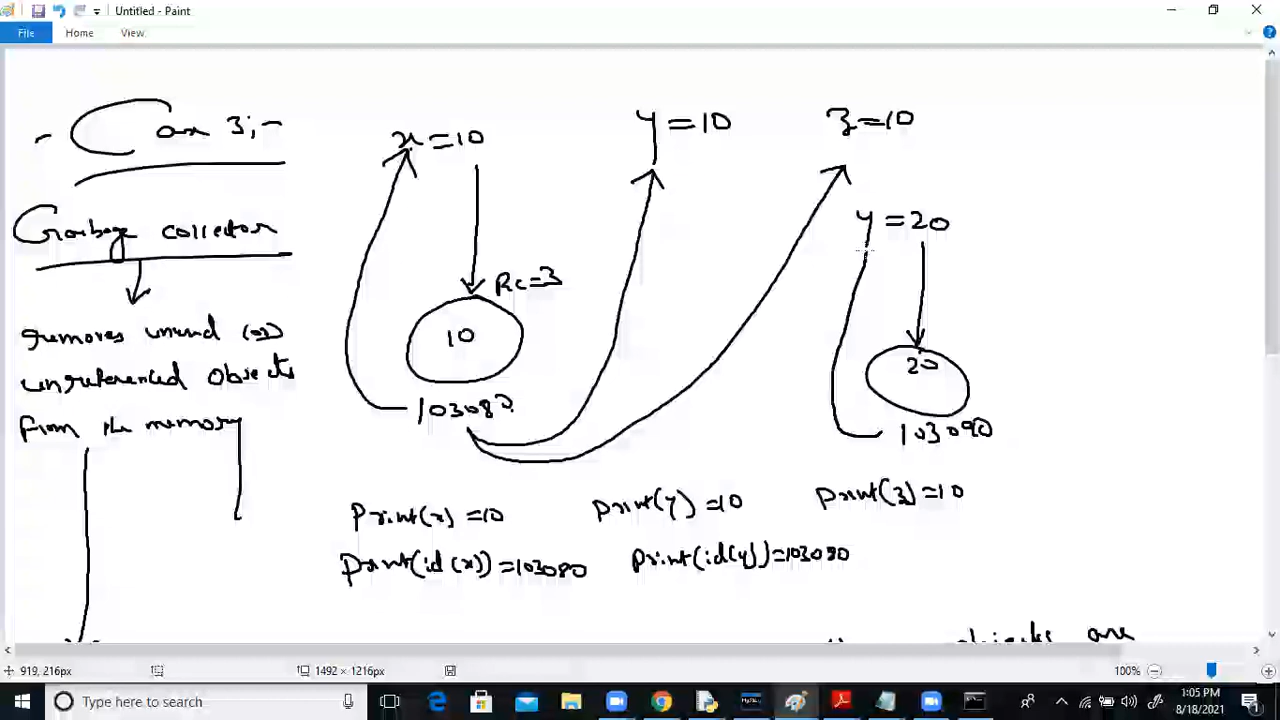 Untitled - Paint
File Home View
Case 3:-
x=10
y=10
z=10
y=20
Garbage collector
Rc=3
removes unused (or)
unreferenced objects
from the memory
10
103080
20
103090
print(x)=10
print(y)=10
print(z)=10
print(id(x))=103080
print(id(y))=103080
objects are
919, 216px
1492 × 1216px
100%
Type here to search
1:05 PM
8/18/2021